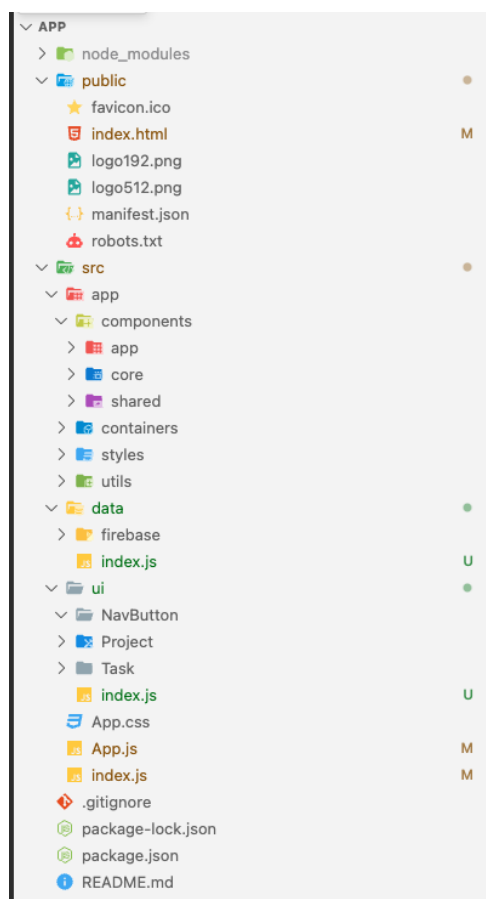 APP
node_modules
public
favicon.ico
index.html M
logo192.png
logo512.png
manifest.json
robots.txt
src
app
components
app
core
shared
containers
styles
utils
data
firebase
index.js U
ui
NavButton
Project
Task
index.js U
App.css
App.js M
index.js M
.gitignore
package-lock.json
package.json
README.md